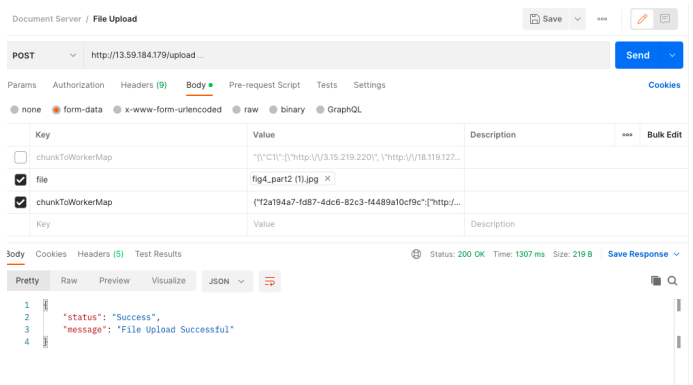 Document Server / File Upload
Save
POST http://13.59.184.179/upload ... Send
Params Authorization Headers (9) Body Pre-request Script Tests Settings Cookies
none form-data x-www-form-urlencoded raw binary GraphQL
Key Value Description ooo Bulk Edit
chunkToWorkerMap "{\"C1\":[\"http:\/\/3.15.219.220\", \"http:\/\/18.119.127...
file fig4_part2 (1).jpg ×
chunkToWorkerMap {"f2a194a7-fd87-4dc6-82c3-f4489a10cf9c":["http:/...
Key Value Description
Body Cookies Headers (5) Test Results Status: 200 OK Time: 1307 ms Size: 219 B Save Response
Pretty Raw Preview Visualize JSON
1 {
2 "status": "Success",
3 "message": "File Upload Successful"
4 }